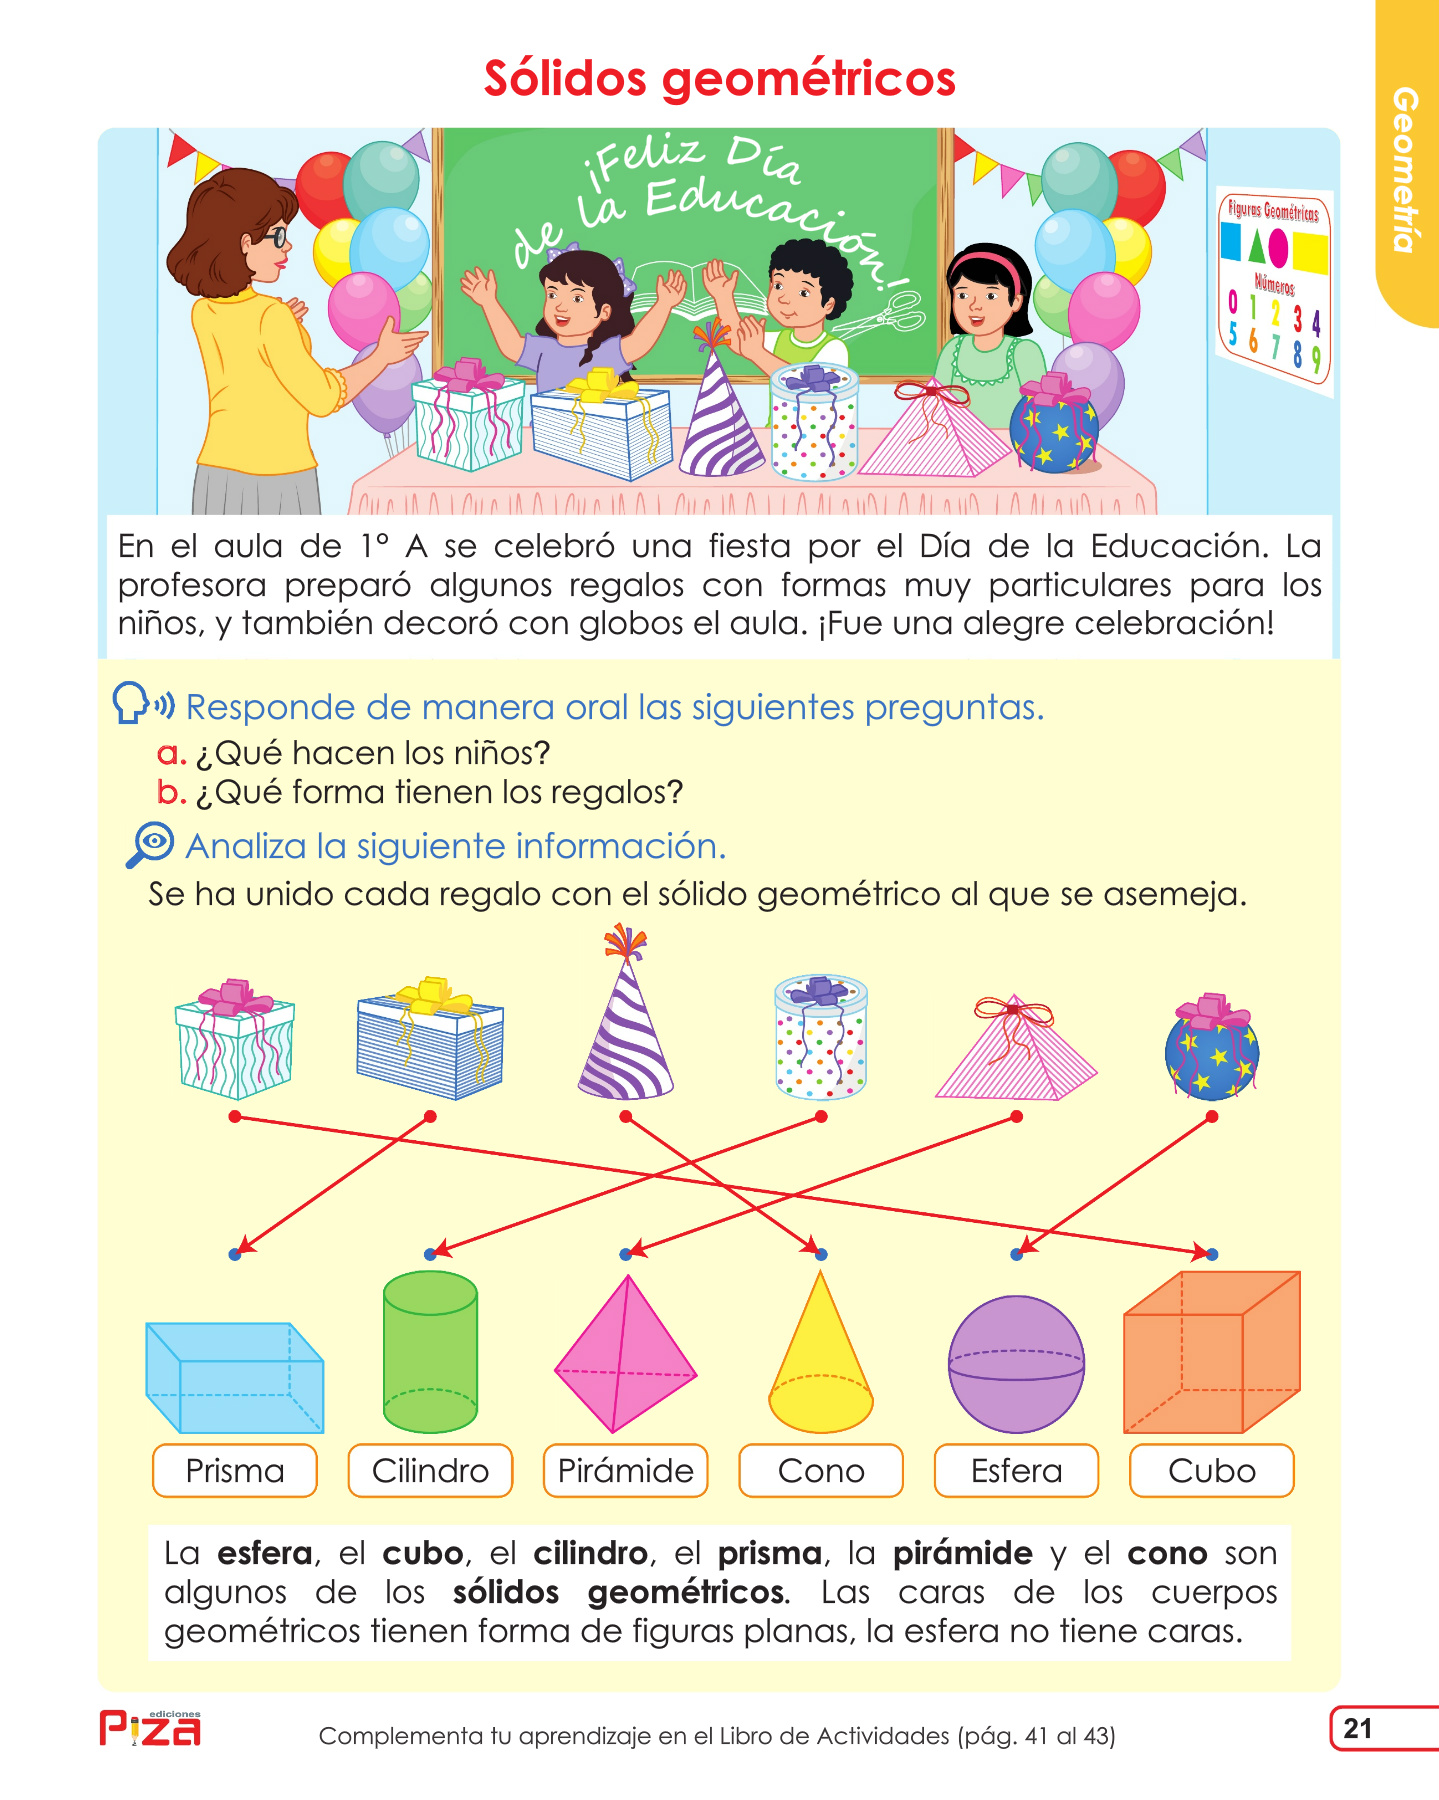 Sólidos geométricos
Geometría
¡Feliz Día
de la Educación!
Figuras Geométricas
Números
0 1 2 3 4
5 6 7 8 9
En el aula de 1° A se celebró una fiesta por el Día de la Educación. La
profesora preparó algunos regalos con formas muy particulares para los
niños, y también decoró con globos el aula. ¡Fue una alegre celebración!
Responde de manera oral las siguientes preguntas.
a. ¿Qué hacen los niños?
b. ¿Qué forma tienen los regalos?
Analiza la siguiente información.
Se ha unido cada regalo con el sólido geométrico al que se asemeja.
Prisma
Cilindro
Pirámide
Cono
Esfera
Cubo
La esfera, el cubo, el cilindro, el prisma, la pirámide y el cono son
algunos de los sólidos geométricos. Las caras de los cuerpos
geométricos tienen forma de figuras planas, la esfera no tiene caras.
ediciones
Piza
Complementa tu aprendizaje en el Libro de Actividades (pág. 41 al 43)
21